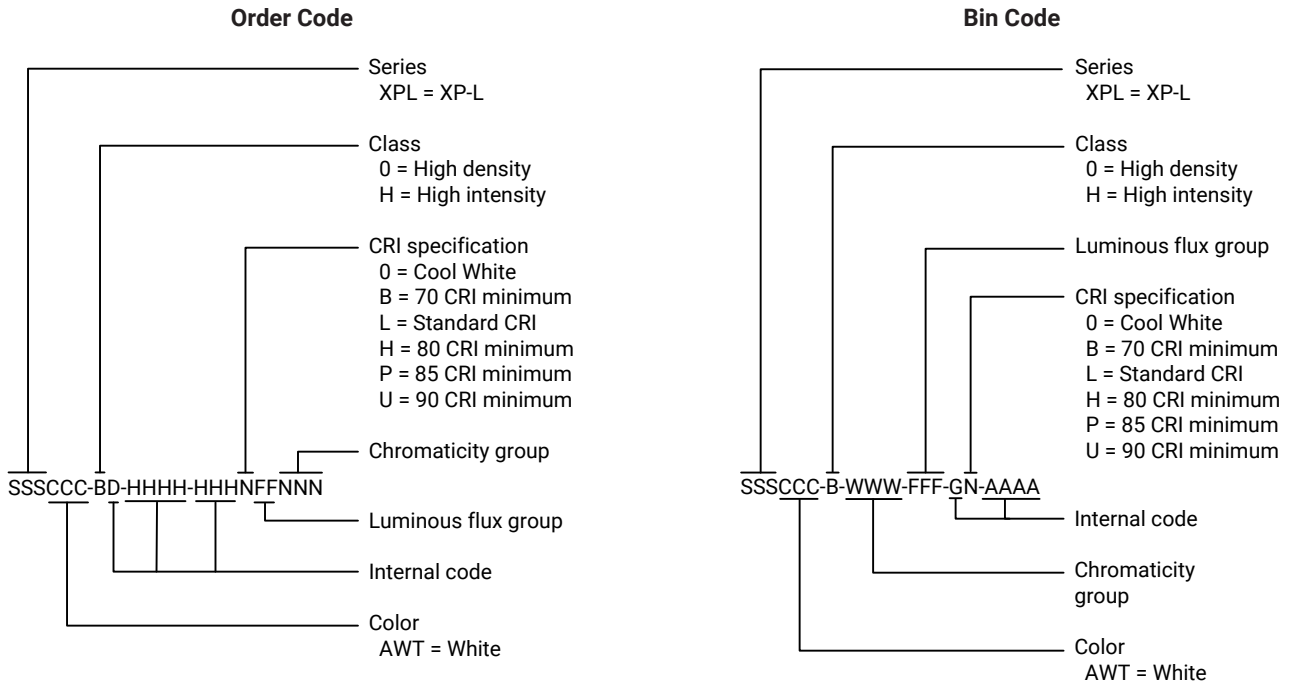 Order Code
Series
XPL = XP-L
Class
0 = High density
H = High intensity
CRI specification
0 = Cool White
B = 70 CRI minimum
L = Standard CRI
H = 80 CRI minimum
P = 85 CRI minimum
U = 90 CRI minimum
Chromaticity group
SSSCCC-BD-HHHH-HHHNFFNNN
Luminous flux group
Internal code
Color
AWT = White
Bin Code
Series
XPL = XP-L
Class
0 = High density
H = High intensity
Luminous flux group
CRI specification
0 = Cool White
B = 70 CRI minimum
L = Standard CRI
H = 80 CRI minimum
P = 85 CRI minimum
U = 90 CRI minimum
SSSCCC-B-WWW-FFF-GN-AAAA
Internal code
Chromaticity
group
Color
AWT = White